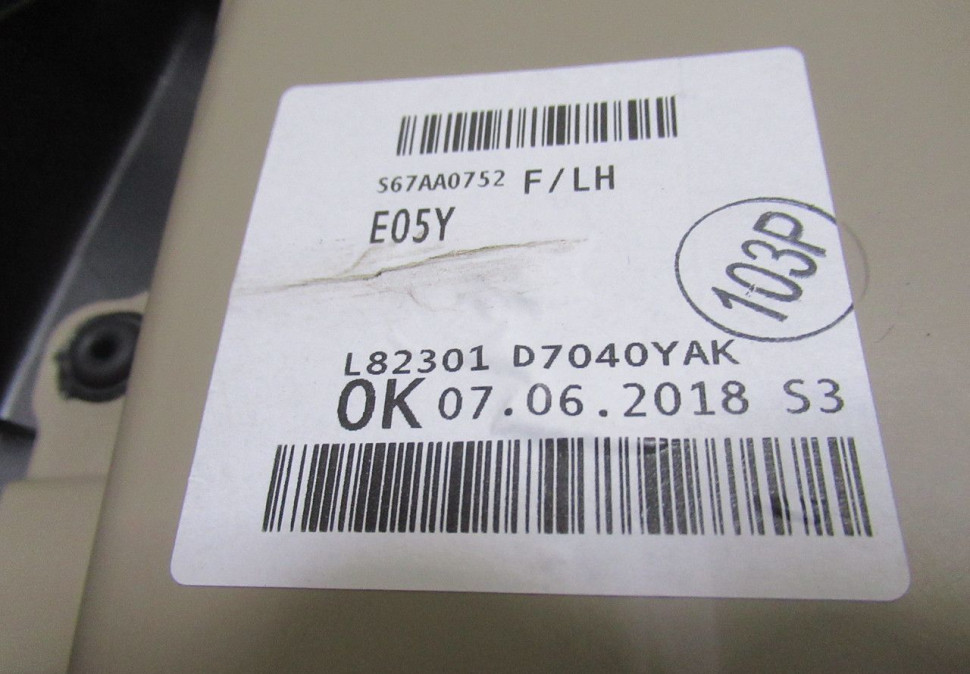 S67AA0752 F/LH
E05Y
103P
L82301 D7040YAK
OK 07.06.2018 S3